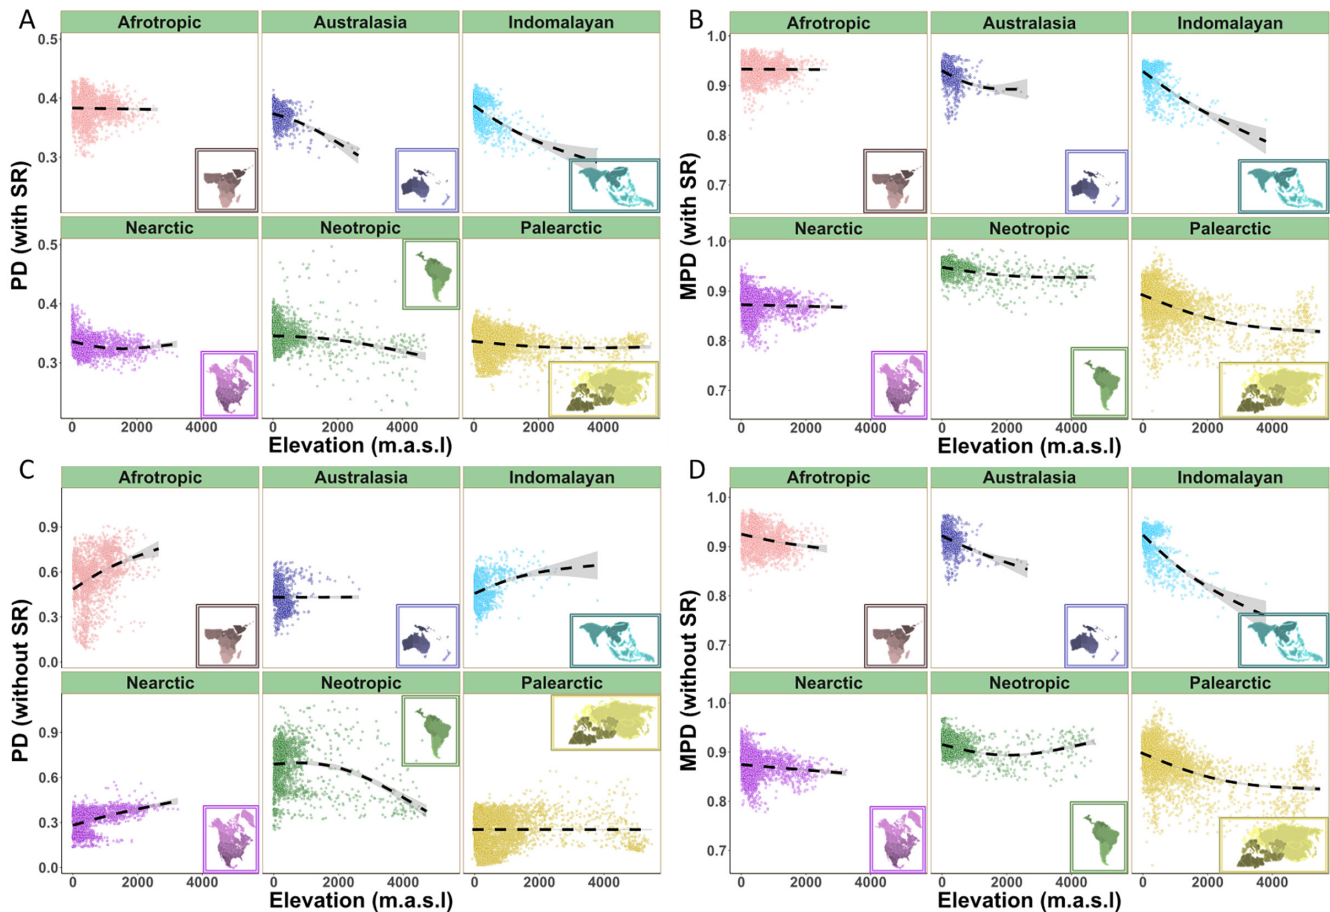 A
Afrotropic Australasia Indomalayan
0.5
0.4
0.3
PD (with SR)
Nearctic Neotropic Palearctic
0.5
0.4
0.3
0 2000 4000 0 2000 4000 0 2000 4000
Elevation (m.a.s.l)
B
Afrotropic Australasia Indomalayan
1.0
0.9
0.8
0.7
MPD (with SR)
Nearctic Neotropic Palearctic
1.0
0.9
0.8
0.7
0 2000 4000 0 2000 4000 0 2000 4000
Elevation (m.a.s.l)
C
Afrotropic Australasia Indomalayan
0.9
0.6
0.3
0.0
PD (without SR)
Nearctic Neotropic Palearctic
0.9
0.6
0.3
0.0
0 2000 4000 0 2000 4000 0 2000 4000
Elevation (m.a.s.l)
D
Afrotropic Australasia Indomalayan
1.0
0.9
0.8
0.7
MPD (without SR)
Nearctic Neotropic Palearctic
1.0
0.9
0.8
0.7
0 2000 4000 0 2000 4000 0 2000 4000
Elevation (m.a.s.l)